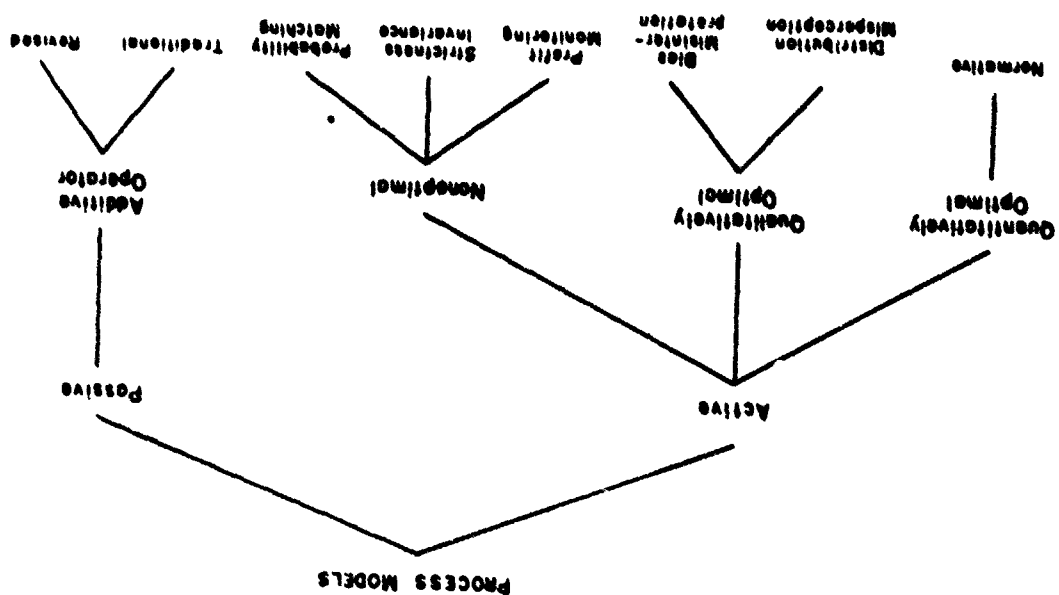 PROCESS MODELS
Active
Passive
Quantitatively
Optimal
Qualitatively
Optimal
Nonoptimal
Additive
Operator
Normative
Distribution
Misperception
Bias
Misinter-
pretation
Profit
Monitoring
Strictness
Invariance
Probability
Matching
Traditional
Revised